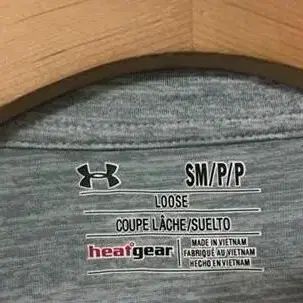 SM/P/P
LOOSE
COUPE LÂCHE/SUELTO
heatgear
MADE IN VIETNAM
FABRIQUÉ AU VIETNAM
HECHO EN VIETNAM